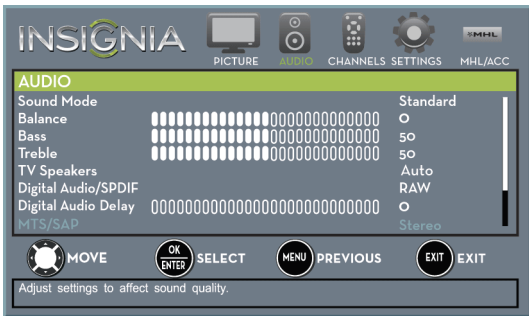 INSIGNIA
PICTURE AUDIO CHANNELS SETTINGS MHL/ACC
MHL
AUDIO
Sound Mode Standard
Balance 0
Bass 50
Treble 50
TV Speakers Auto
Digital Audio/SPDIF RAW
Digital Audio Delay 0
MTS/SAP Stereo
MOVE OK ENTER SELECT MENU PREVIOUS EXIT EXIT
Adjust settings to affect sound quality.